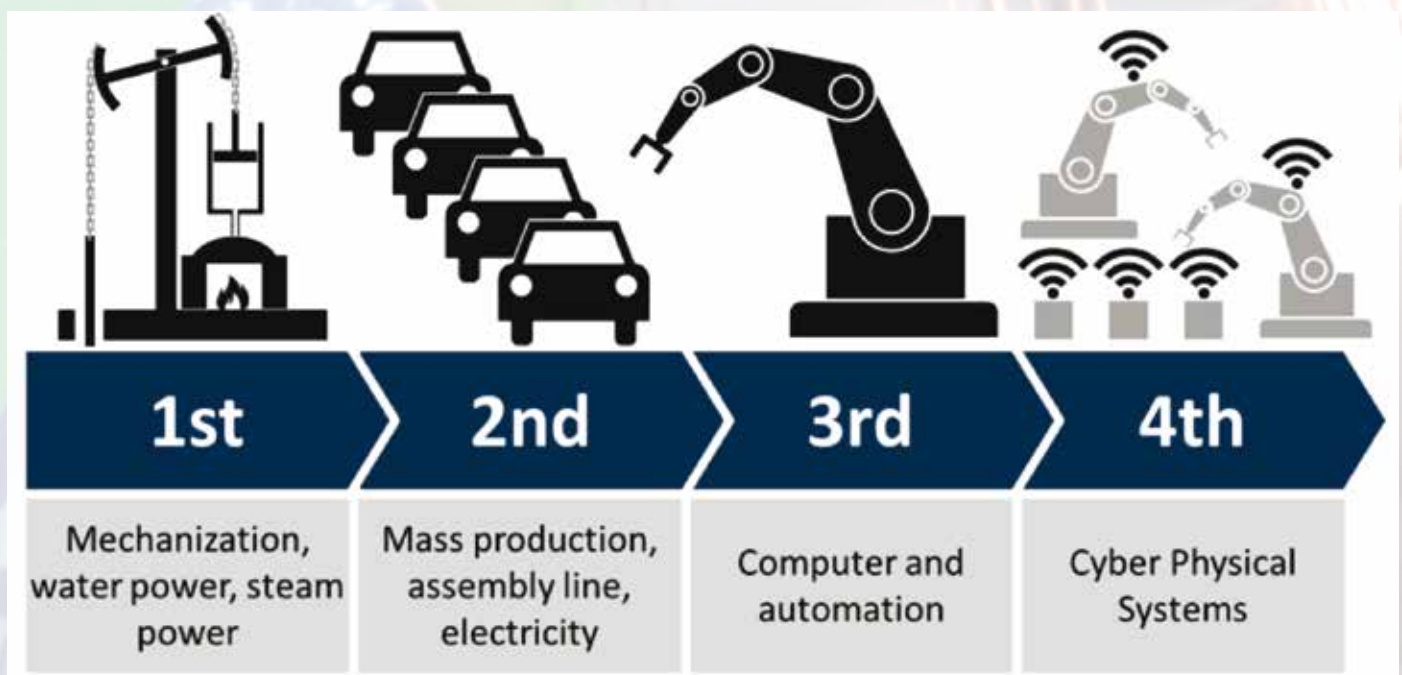 1st
2nd
3rd
4th
Mechanization,
water power, steam
power
Mass production,
assembly line,
electricity
Computer and
automation
Cyber Physical
Systems